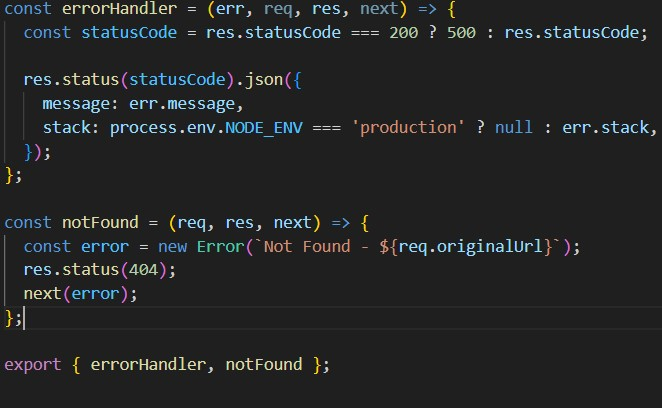 const errorHandler = (err, req, res, next) => {
  const statusCode = res.statusCode === 200 ? 500 : res.statusCode;
  res.status(statusCode).json({
    message: err.message,
    stack: process.env.NODE_ENV === 'production' ? null : err.stack,
  });
};
const notFound = (req, res, next) => {
  const error = new Error(`Not Found - ${req.originalUrl}`);
  res.status(404);
  next(error);
};
export { errorHandler, notFound };